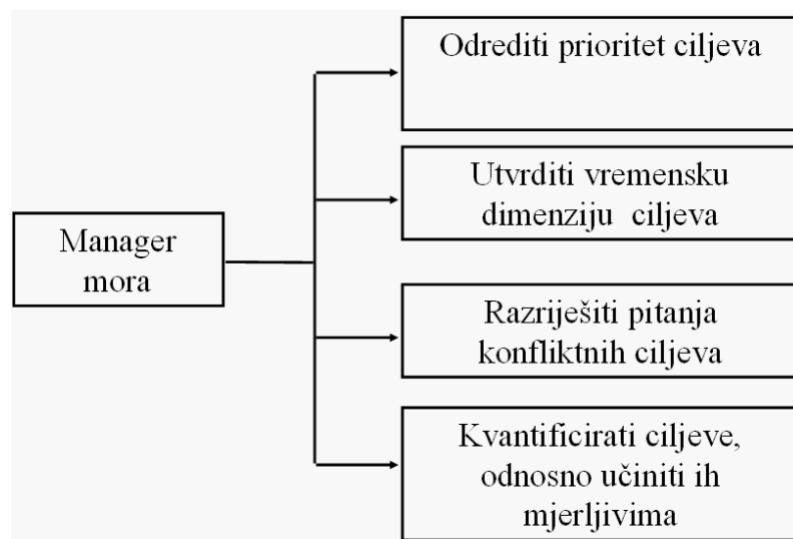 Manager
mora
Odrediti prioritet ciljeva
Utvrditi vremensku
dimenziju ciljeva
Razriješiti pitanja
konfliktnih ciljeva
Kvantificirati ciljeve,
odnosno učiniti ih
mjerljivima